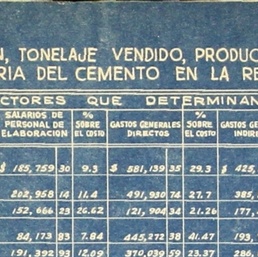 N, TONELAJE VENDIDO, PRODUC
RIA DEL CEMENTO EN LA RE
CTORES QUE DETERMINAN
SALARIOS DE PERSONAL DE ELABORACION % SOBRE EL COSTO GASTOS GENERALES DIRECTOS % SOBRE EL COSTO GASTOS GENE INDIRE
$ 185,759 30 9.3 $ 581,139 35 29.3 $ 425,
202,958 14 11.4 491,930 74 27.7 385,
152,666 23 26.62 121,904 34 21.26 177,
84,173 83 7.84 445,272 38 41.47 193,
191,392 93 12.09 370,039 59 23.37 286,